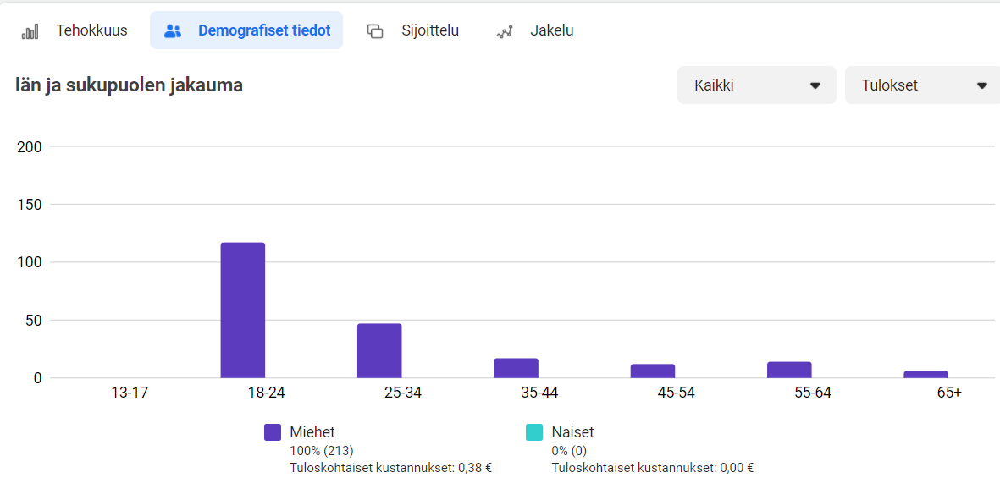 Tehokkuus Demografiset tiedot Sijoittelu Jakelu
Iän ja sukupuolen jakauma Kaikki Tulokset
200
150
100
50
0
13-17 18-24 25-34 35-44 45-54 55-64 65+
Miehet Naiset
100% (213) 0% (0)
Tuloskohtaiset kustannukset: 0,38 € Tuloskohtaiset kustannukset: 0,00 €